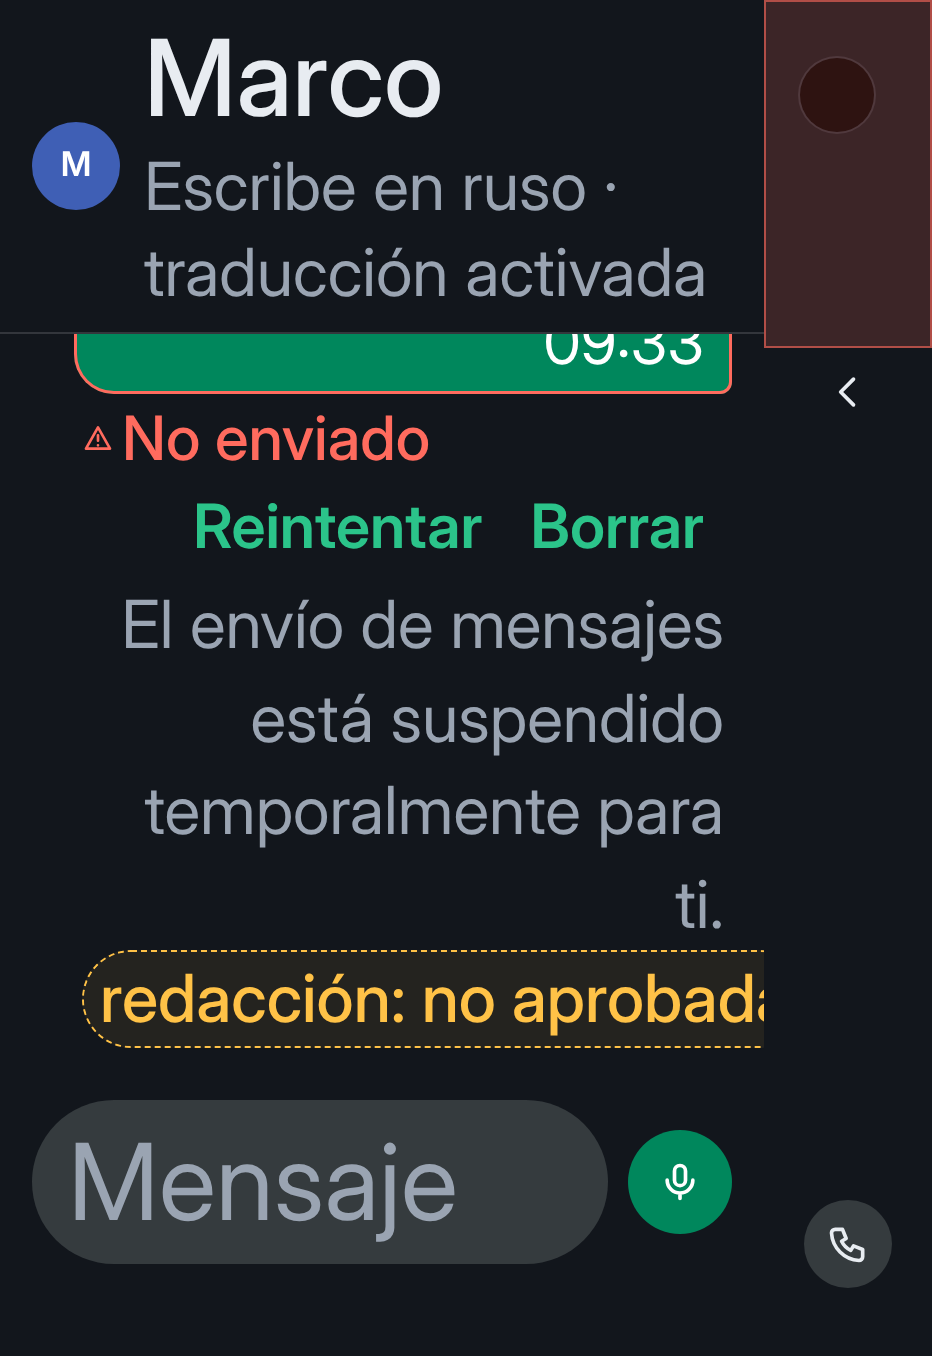 Marco
M
Escribe en ruso ·
traducción activada
09:33
No enviado
Reintentar Borrar
El envío de mensajes
está suspendido
temporalmente para
ti.
redacción: no aprobada
Mensaje